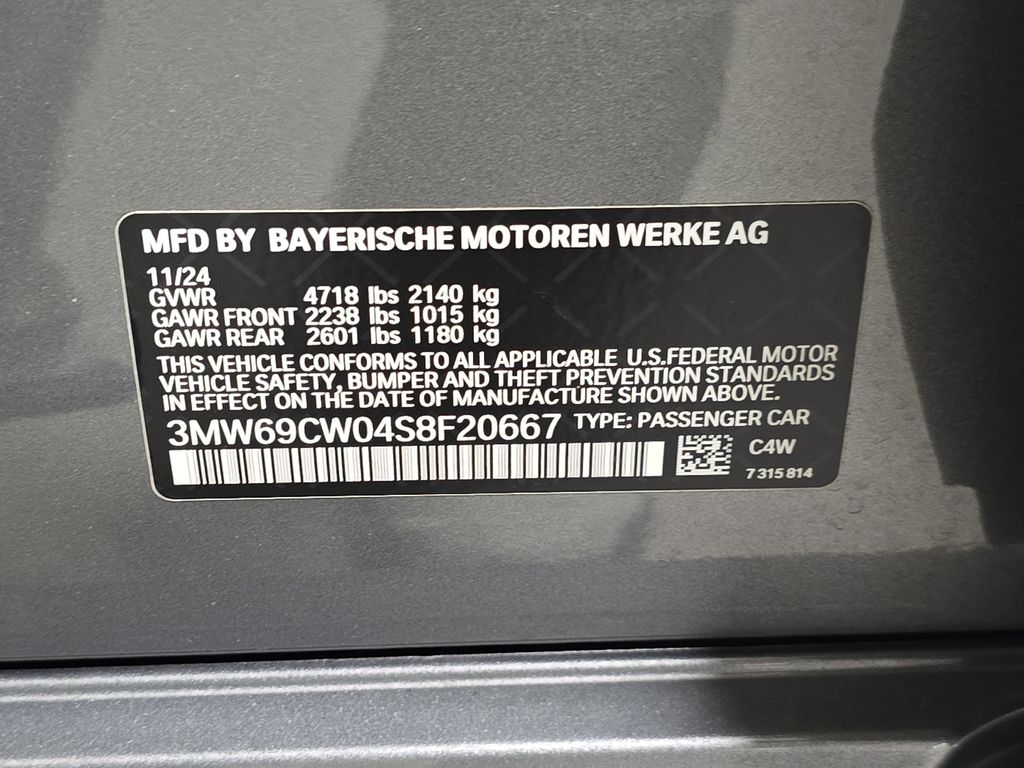 MFD BY BAYERISCHE MOTOREN WERKE AG
11/24
GVWR 4718 lbs 2140 kg
GAWR FRONT 2238 lbs 1015 kg
GAWR REAR 2601 lbs 1180 kg
THIS VEHICLE CONFORMS TO ALL APPLICABLE U.S.FEDERAL MOTOR
VEHICLE SAFETY, BUMPER AND THEFT PREVENTION STANDARDS
IN EFFECT ON THE DATE OF MANUFACTURE SHOWN ABOVE.
3MW69CW04S8F20667 TYPE: PASSENGER CAR
C4W
7 315 814